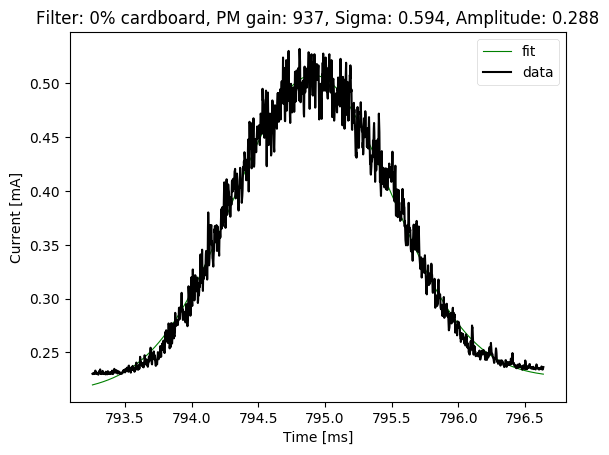 Filter: 0% cardboard, PM gain: 937, Sigma: 0.594, Amplitude: 0.288
fit
data
0.50
0.45
0.40
0.35
0.30
0.25
Current [mA]
793.5 794.0 794.5 795.0 795.5 796.0 796.5
Time [ms]